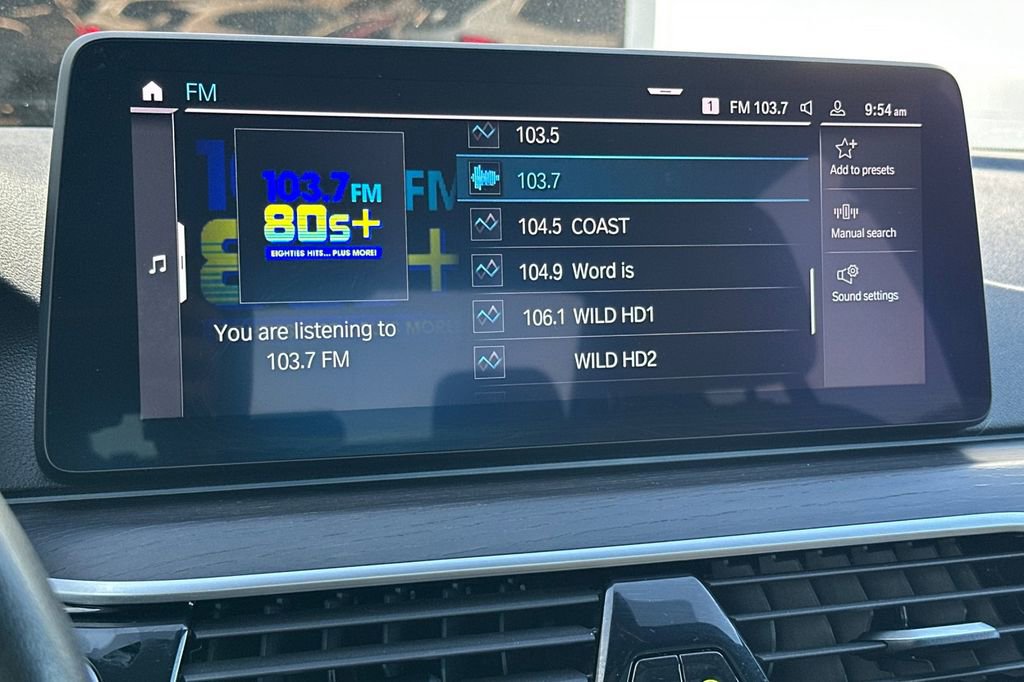 FM
1 FM 103.7 9:54 am
103.7 FM
80s+
EIGHTIES HITS... PLUS MORE!
You are listening to
103.7 FM
103.5
103.7
104.5 COAST
104.9 Word is
106.1 WILD HD1
WILD HD2
Add to presets
Manual search
Sound settings